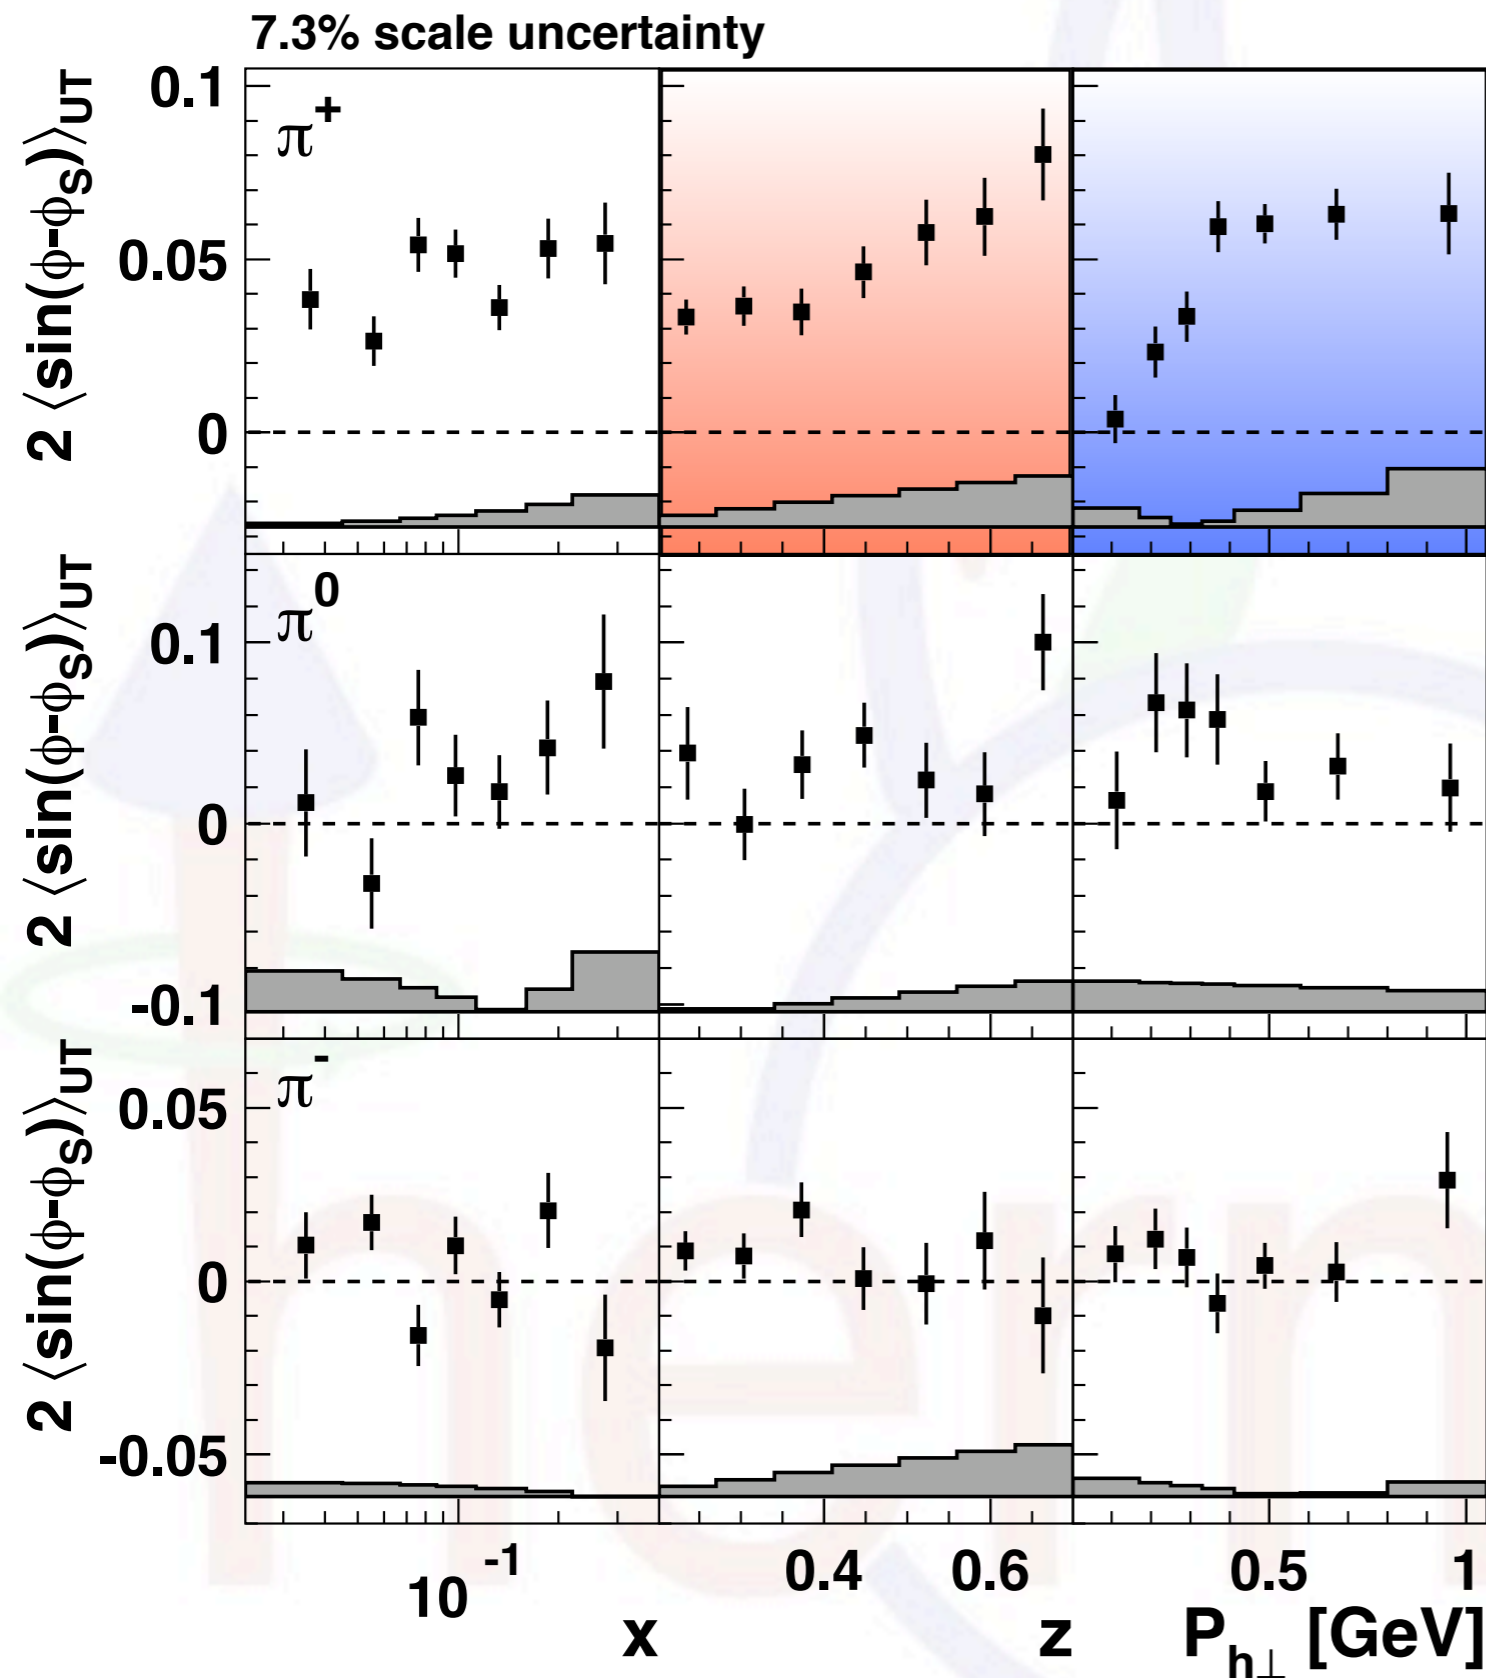 7.3% scale uncertainty
2 ⟨sin(ϕ-ϕS)⟩UT
0.1
0.05
0
π+
2 ⟨sin(ϕ-ϕS)⟩UT
0.1
0
-0.1
π0
2 ⟨sin(ϕ-ϕS)⟩UT
0.05
0
-0.05
π-
10-1
0.4 0.6
0.5 1
x
z
Ph⊥ [GeV]
herm